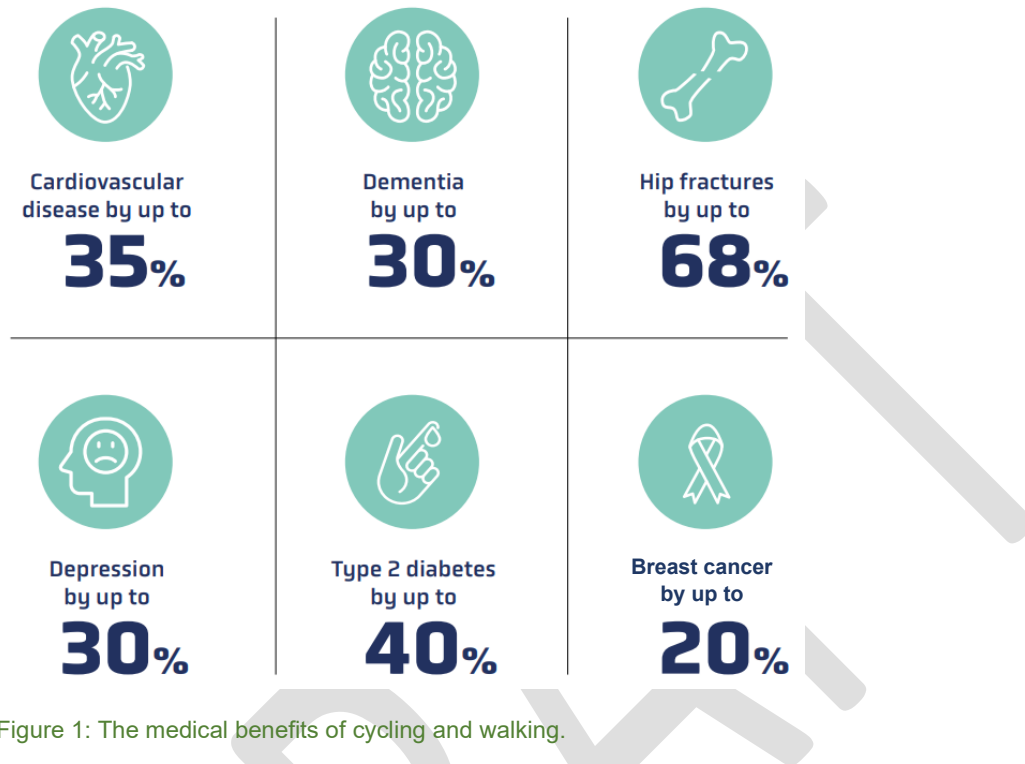 Cardiovascular
disease by up to
35%
Dementia
by up to
30%
Hip fractures
by up to
68%
Depression
by up to
30%
Type 2 diabetes
by up to
40%
Breast cancer
by up to
20%
Figure 1: The medical benefits of cycling and walking.